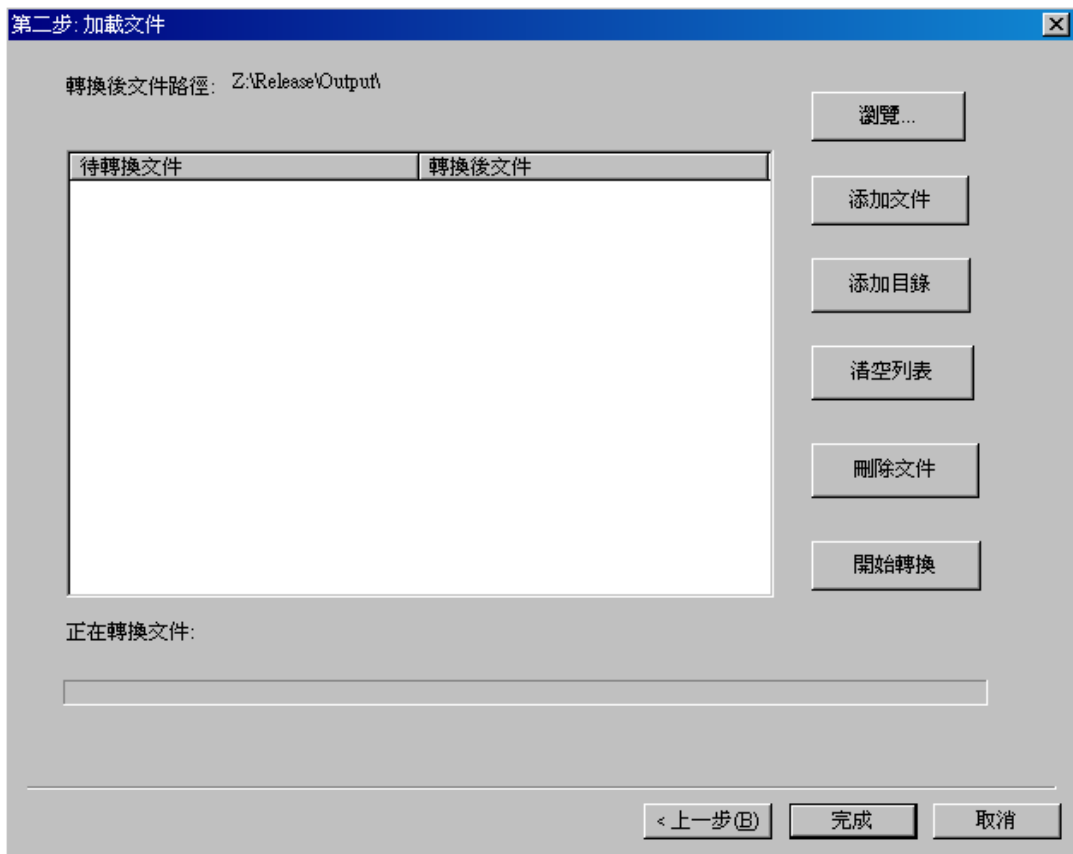 第二步: 加載文件
轉換後文件路徑: Z:\Release\Output\
瀏覽...
待轉換文件 轉換後文件
添加文件
添加目錄
清空列表
刪除文件
開始轉換
正在轉換文件:
<上一步(B) 完成 取消